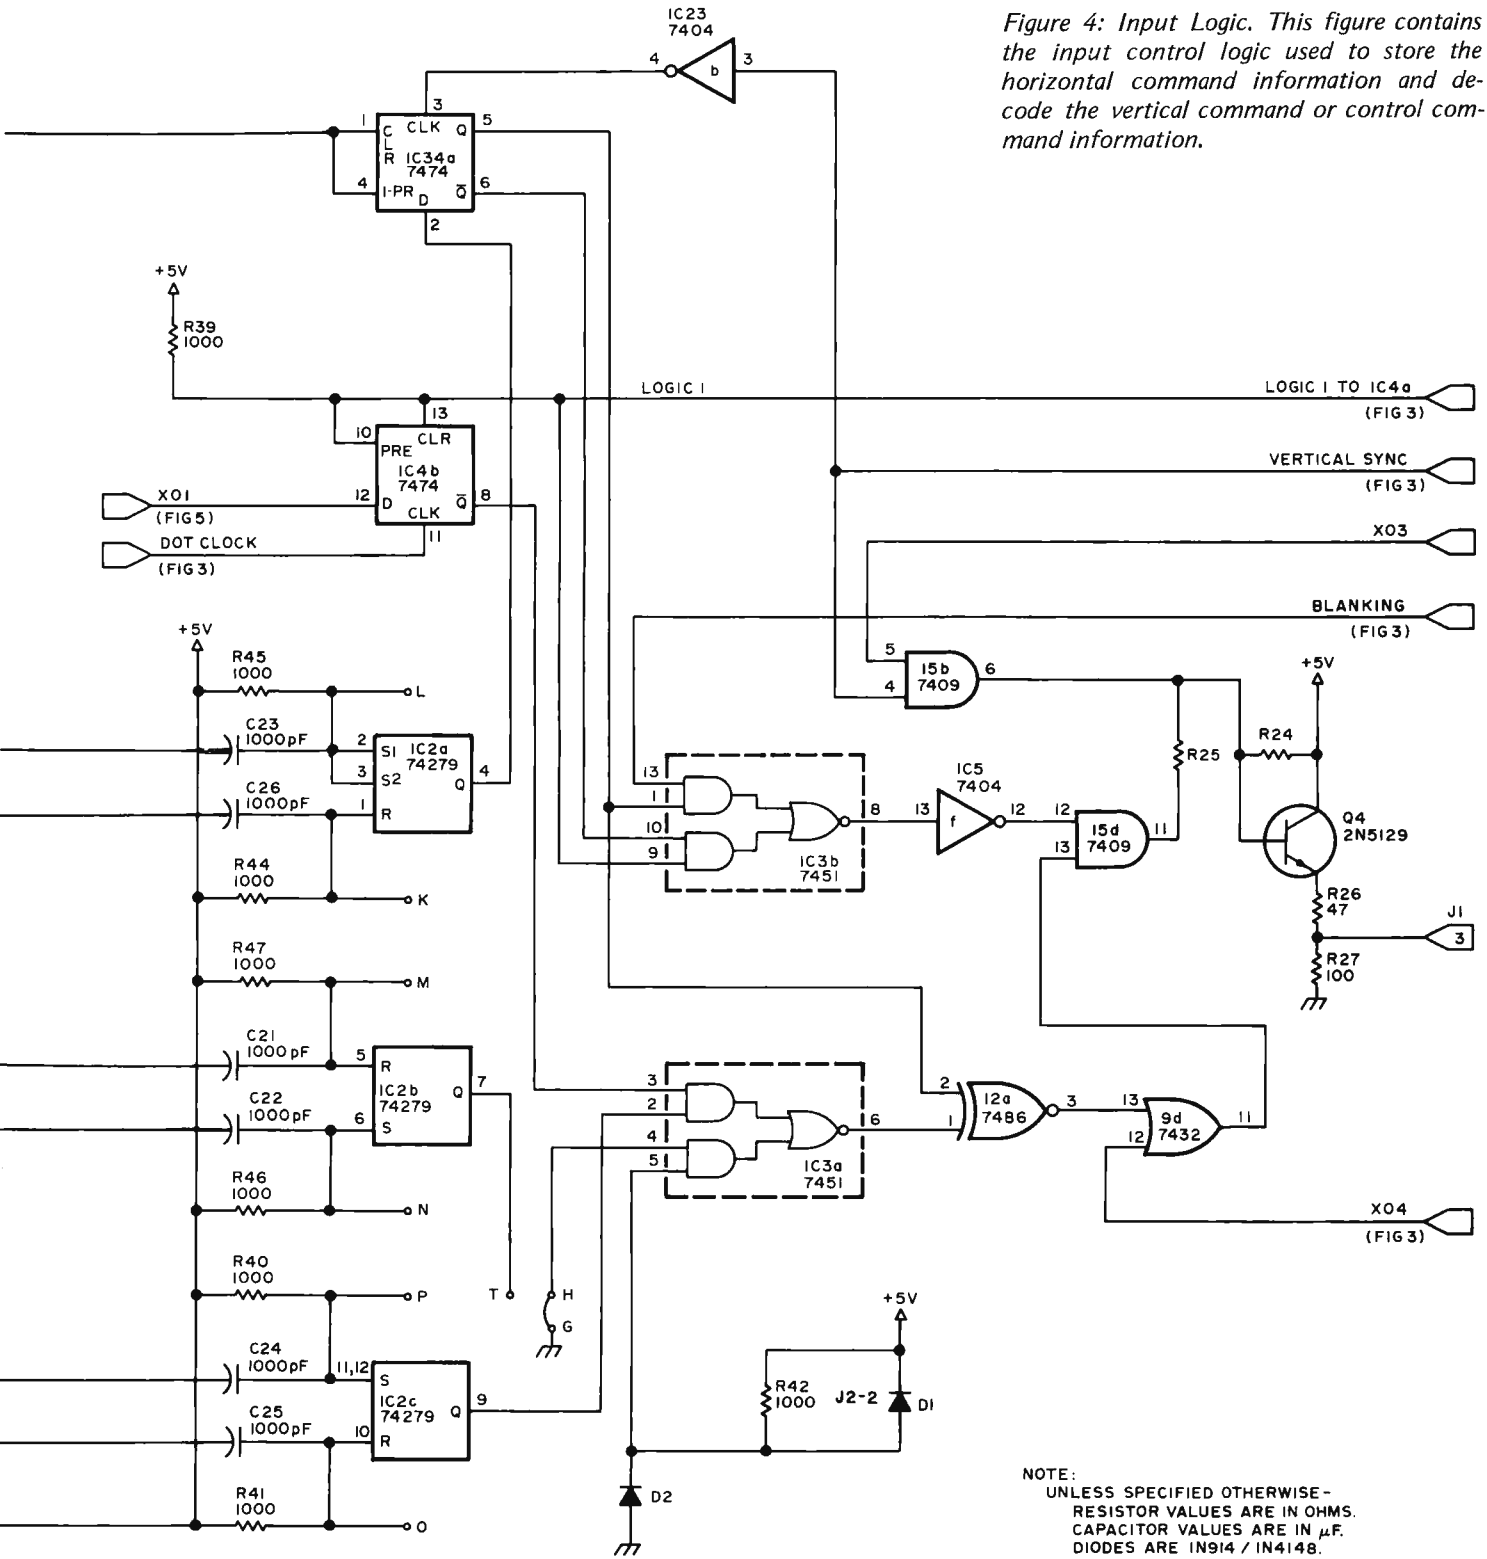 Figure 4: Input Logic. This figure contains
the input control logic used to store the
horizontal command information and de-
code the vertical command or control com-
mand information.
IC23
7404
4
b
3
3
1
C
L
R
CLK
Q
5
IC34a
7474
4
I-PR
D
Q̅
6
2
+5V
R39
1000
LOGIC 1
LOGIC 1 TO IC4a
(FIG 3)
13
10
CLR
PRE
IC4b
7474
VERTICAL SYNC
(FIG 3)
XO1
(FIG 5)
12
D
Q̅
8
CLK
11
DOT CLOCK
(FIG 3)
XO3
BLANKING
(FIG 3)
+5V
R45
1000
L
C23
1000pF
2
S1
IC2a
74279
3
S2
Q
4
C26
1000pF
1
R
R44
1000
K
5
4
15b
7409
6
+5V
R24
R25
13
1
10
9
8
IC3b
7451
IC5
7404
13
f
12
12
13
15d
7409
11
Q4
2N5129
R26
47
J1
3
R27
100
R47
1000
M
C21
1000pF
5
R
IC2b
74279
Q
7
C22
1000pF
6
S
R46
1000
N
3
2
4
5
6
IC3a
7451
2
1
12a
7486
3
13
12
9d
7432
11
XO4
(FIG 3)
R40
1000
P
T
H
G
C24
1000pF
11,12
S
IC2c
74279
Q
9
C25
1000pF
10
R
R41
1000
O
+5V
R42
1000
J2-2
D1
D2
NOTE:
UNLESS SPECIFIED OTHERWISE-
RESISTOR VALUES ARE IN OHMS.
CAPACITOR VALUES ARE IN µF.
DIODES ARE 1N914 / 1N4148.